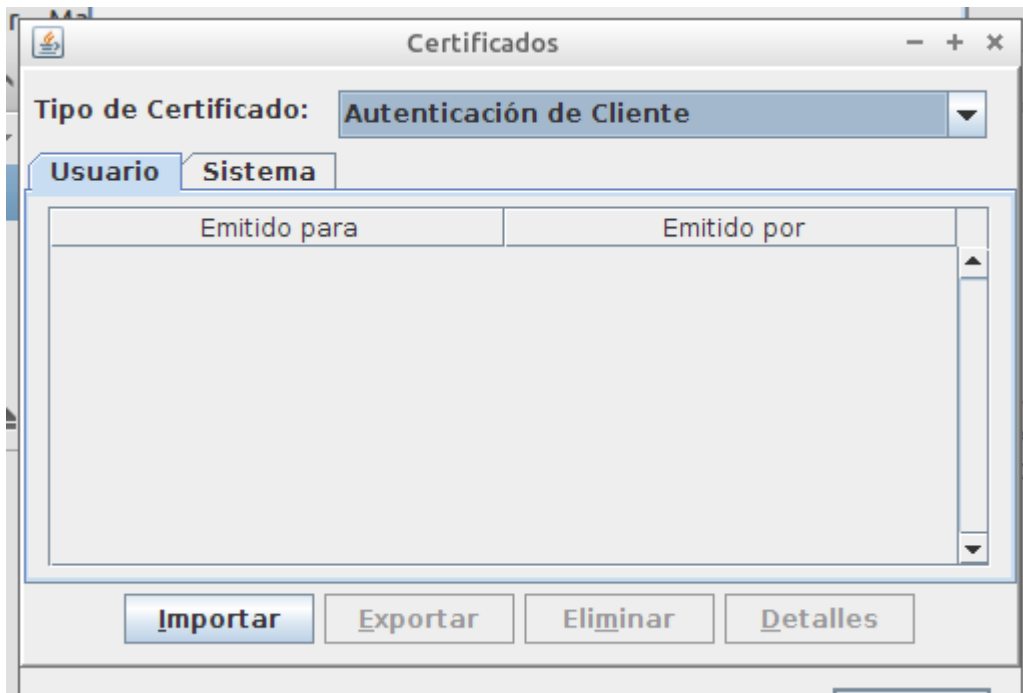 Certificados
Tipo de Certificado: Autenticación de Cliente
Usuario Sistema
Emitido para Emitido por
Importar Exportar Eliminar Detalles